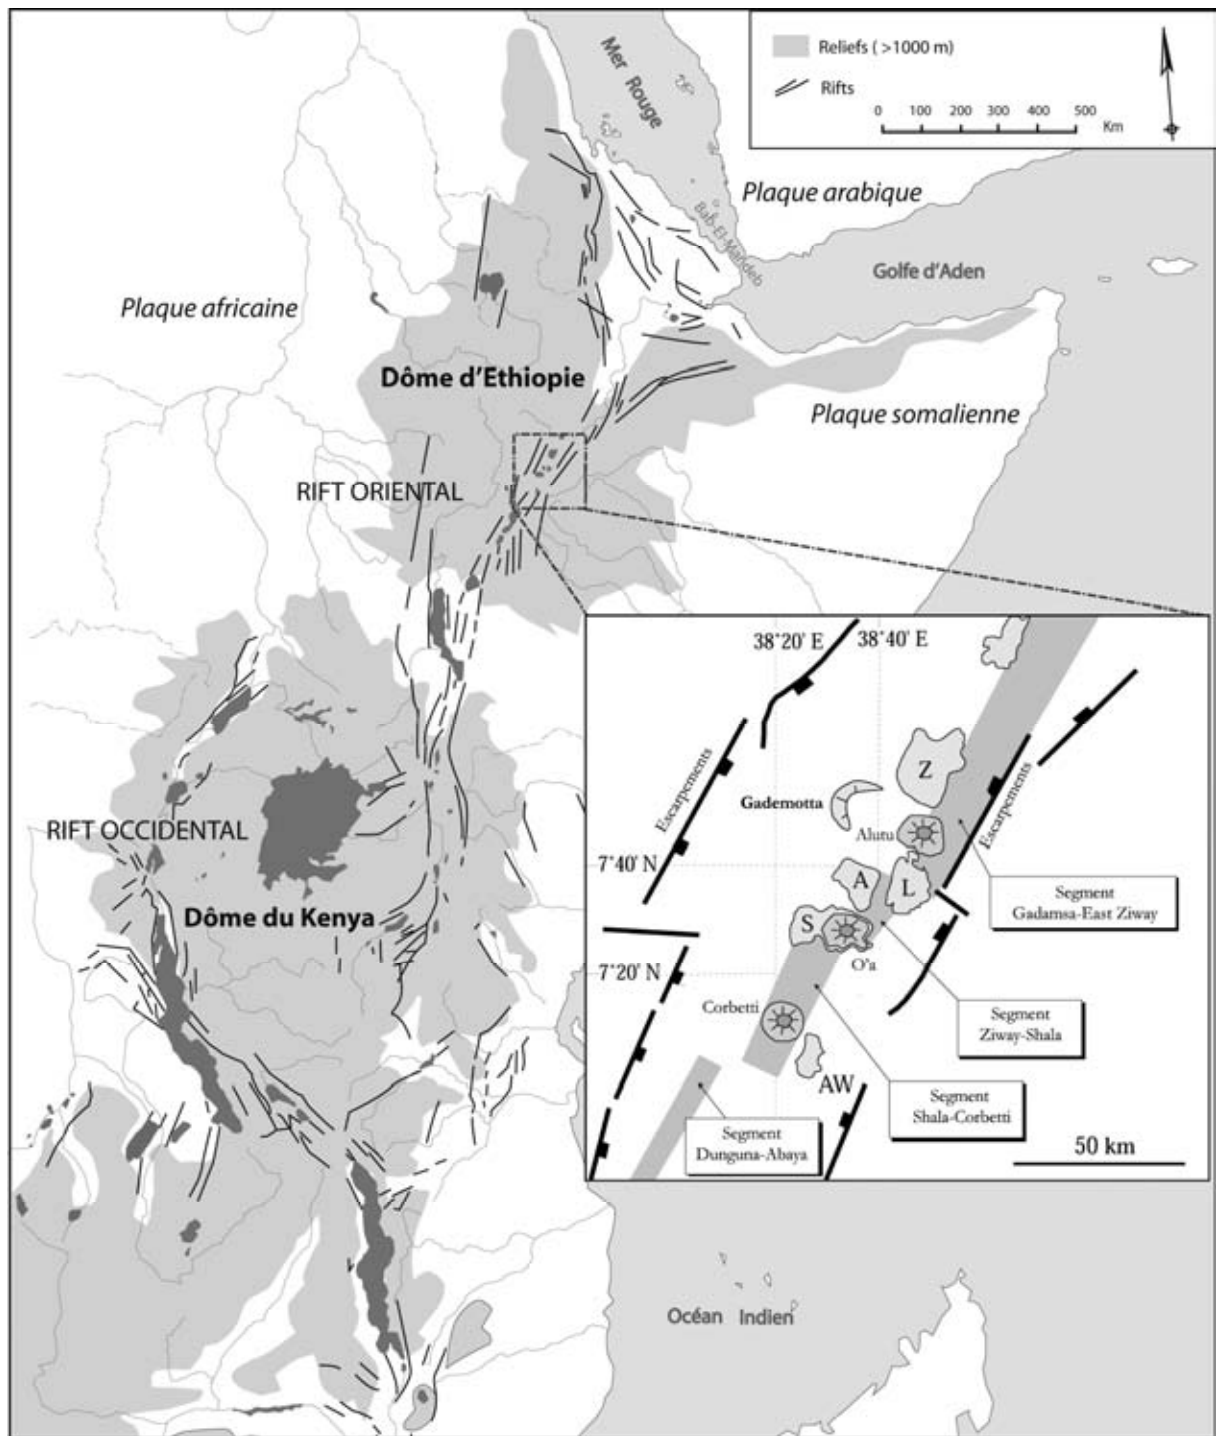 Mer Rouge
Reliefs ( >1000 m)
Rifts
0 100 200 300 400 500
Km
Plaque arabique
Bab-El-Mandeb
Golfe d'Aden
Plaque africaine
Dôme d'Ethiopie
Plaque somalienne
RIFT ORIENTAL
38°20' E
38°40' E
Escarpements
Z
Gademotta
Escarpements
Alutu
RIFT OCCIDENTAL
7°40' N
A
L
Segment
Gadamsa-East Ziway
Dôme du Kenya
S
O'a
7°20' N
Corbetti
Segment
Ziway-Shala
AW
Segment
Shala-Corbetti
Segment
Dunguna-Abaya
50 km
Océan Indien